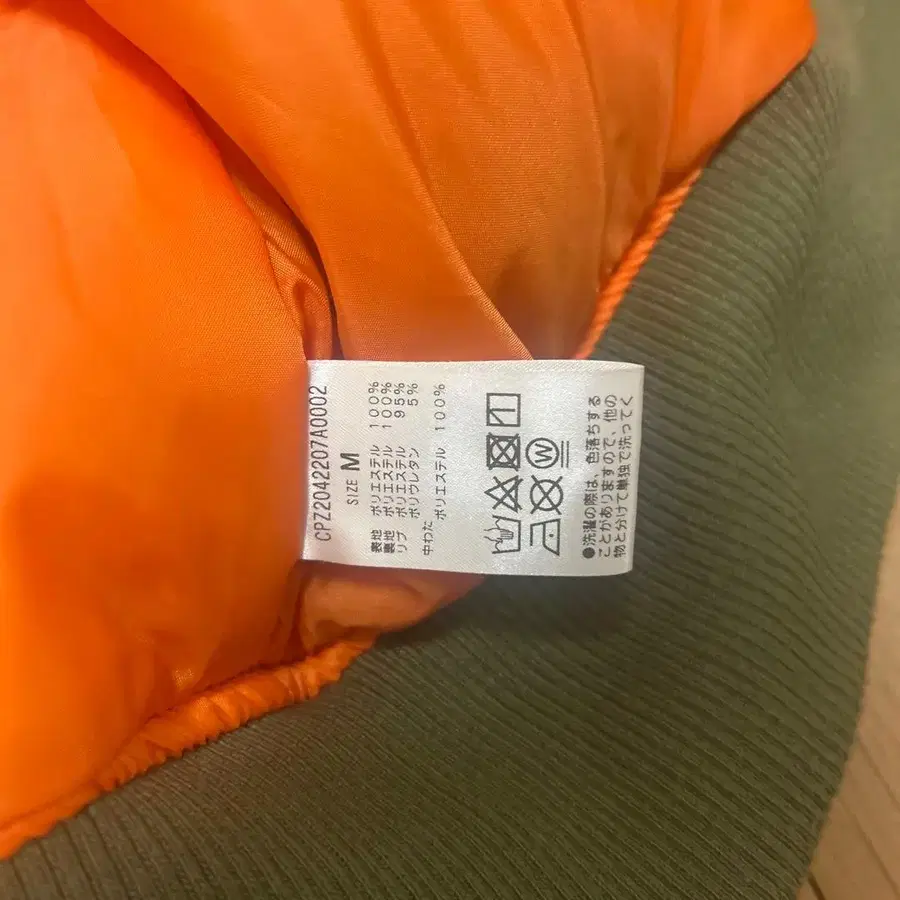 CPZ2042207A0002
SIZE M
表地 ポリエステル 100%
裏地 ポリエステル 100%
リブ ポリエステル 95%
ポリウレタン 5%
中わた ポリエステル 100%
W
●洗濯の際は、色落ちする
ことがありますので、他の
物と分けて単独で洗ってく